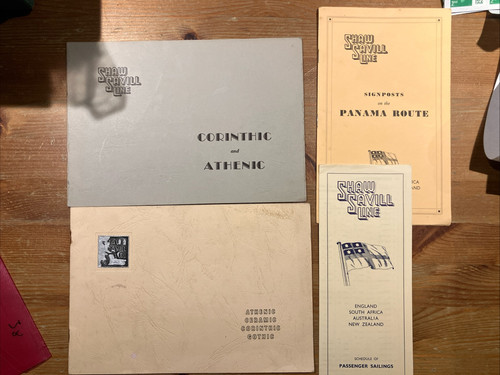 SHAW
SAVILL
LINE
CORINTHIC
and
ATHENIC
SHAW
SAVILL
LINE
SIGNPOSTS
on the
PANAMA ROUTE
ATHENIC
CERAMIC
CORINTHIC
GOTHIC
SHAW
SAVILL
LINE
ENGLAND
SOUTH AFRICA
AUSTRALIA
NEW ZEALAND
SCHEDULE OF
PASSENGER SAILINGS